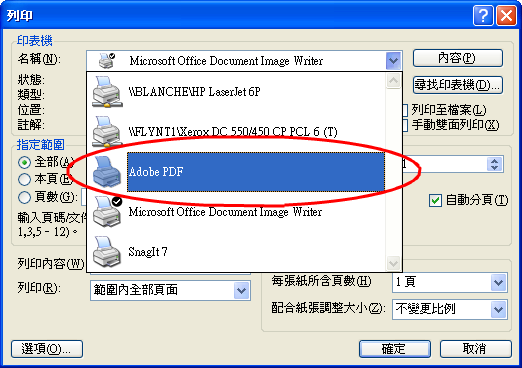 列印
印表機
名稱(N):
Microsoft Office Document Image Writer
內容(P)
狀態:
類型:
位置:
註解:
\\BLANCHE\HP LaserJet 6P
尋找印表機(D)...
列印至檔案(L)
\\FLYNT1\Xerox DC 550/450 CP PCL 6 (T)
手動雙面列印(X)
指定範圍
全部(A)
本頁(E)
頁數(G):
Adobe PDF
1
自動分頁(T)
Microsoft Office Document Image Writer
輸入頁碼/文件
1,3,5－12)。
SnagIt 7
列印內容(W)
列印(R):
範圍內全部頁面
每張紙所含頁數(H)
1 頁
配合紙張調整大小(Z):
不變更比例
選項(O)...
確定
取消